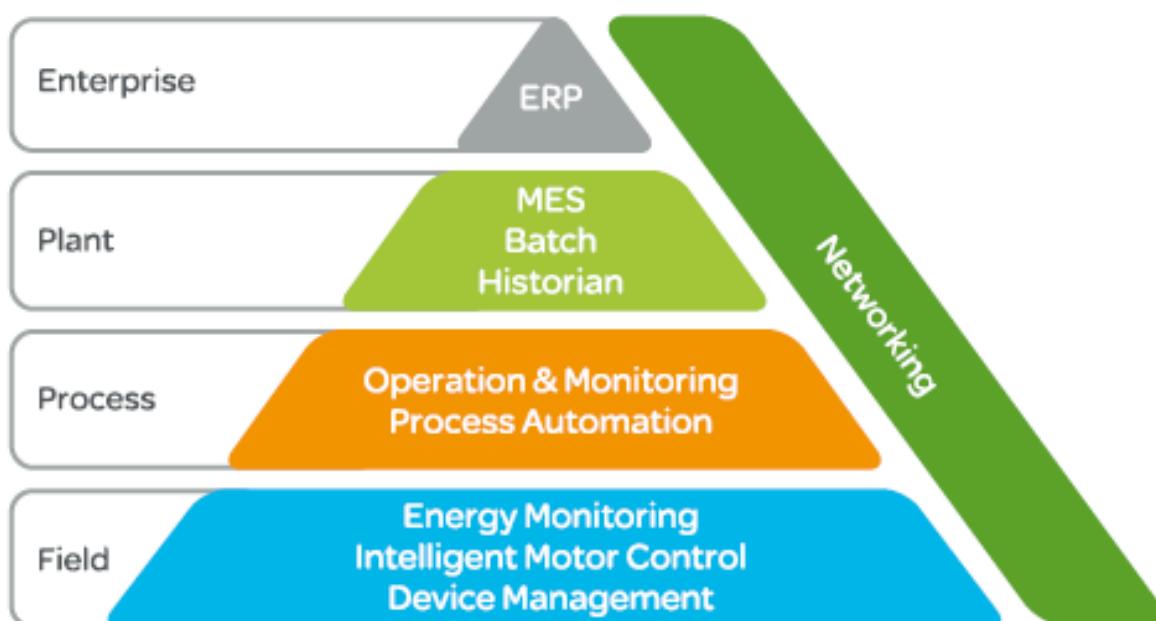 Enterprise
ERP
Plant
MES
Batch
Historian
Process
Operation & Monitoring
Process Automation
Field
Energy Monitoring
Intelligent Motor Control
Device Management
Networking